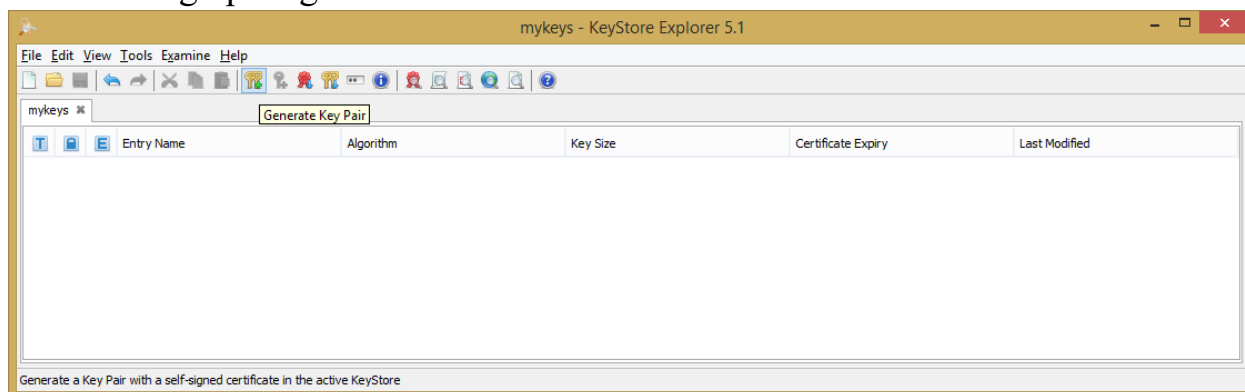 mykeys - KeyStore Explorer 5.1
File Edit View Tools Examine Help
mykeys
Generate Key Pair
T E Entry Name Algorithm Key Size Certificate Expiry Last Modified
Generate a Key Pair with a self-signed certificate in the active KeyStore